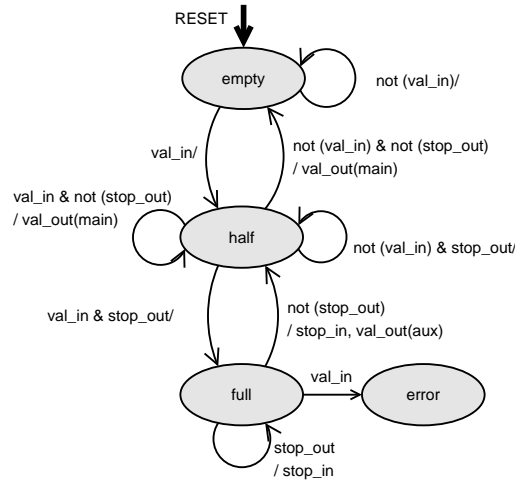 RESET
empty
not (val_in)/
val_in/
not (val_in) & not (stop_out)
/ val_out(main)
val_in & not (stop_out)
/ val_out(main)
half
not (val_in) & stop_out/
val_in & stop_out/
not (stop_out)
/ stop_in, val_out(aux)
full
val_in
error
stop_out
/ stop_in